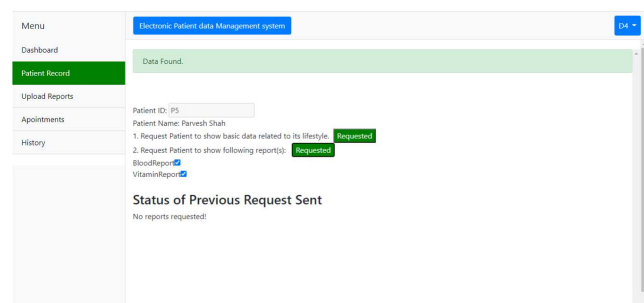 Menu
Dashboard
Patient Record
Upload Reports
Apointments
History
Electronic Patient data Management system
D4
Data Found.
Patient ID: P5
Patient Name: Parvesh Shah
1. Request Patient to show basic data related to its lifestyle. Requested
2. Request Patient to show following report(s): Requested
BloodReport
VitaminReport
Status of Previous Request Sent
No reports requested!